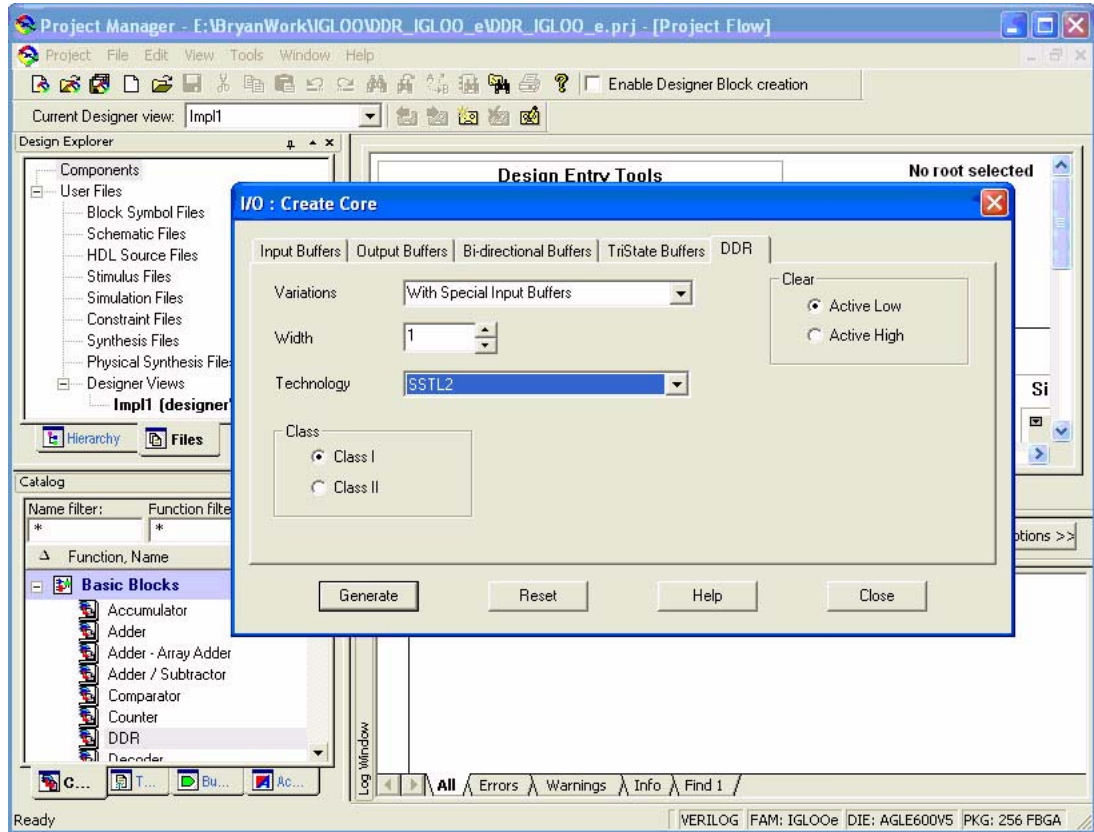 Project Manager - E:\BryanWork\IGLOO\DDR_IGLOO_e\DDR_IGLOO_e.prj - [Project Flow]
Project File Edit View Tools Window Help
Enable Designer Block creation
Current Designer view: Impl1
Design Explorer
Components
User Files
Block Symbol Files
Schematic Files
HDL Source Files
Stimulus Files
Simulation Files
Constraint Files
Synthesis Files
Physical Synthesis File
Designer Views
Impl1 (designer
Hierarchy Files
Design Entry Tools
No root selected
Si
I/O : Create Core
Input Buffers Output Buffers Bi-directional Buffers TriState Buffers DDR
Variations With Special Input Buffers
Width 1
Technology SSTL2
Class
Class I
Class II
Clear
Active Low
Active High
Generate Reset Help Close
ptions >>
Catalog
Name filter: Function filte
* *
Function, Name
Basic Blocks
Accumulator
Adder
Adder - Array Adder
Adder / Subtractor
Comparator
Counter
DDR
Decoder
C... T... Bu... Ac...
Log Window
All Errors Warnings Info Find 1
Ready
VERILOG FAM: IGLOOe DIE: AGLE600V5 PKG: 256 FBGA